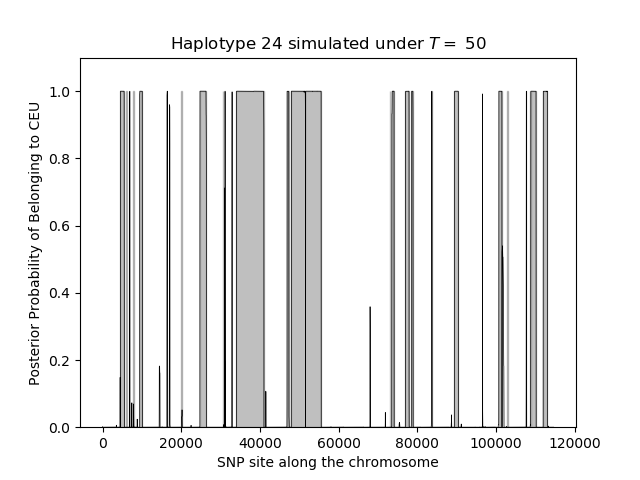 Haplotype 24 simulated under T = 50
Posterior Probability of Belonging to CEU
1.0
0.8
0.6
0.4
0.2
0.0
0 20000 40000 60000 80000 100000 120000
SNP site along the chromosome